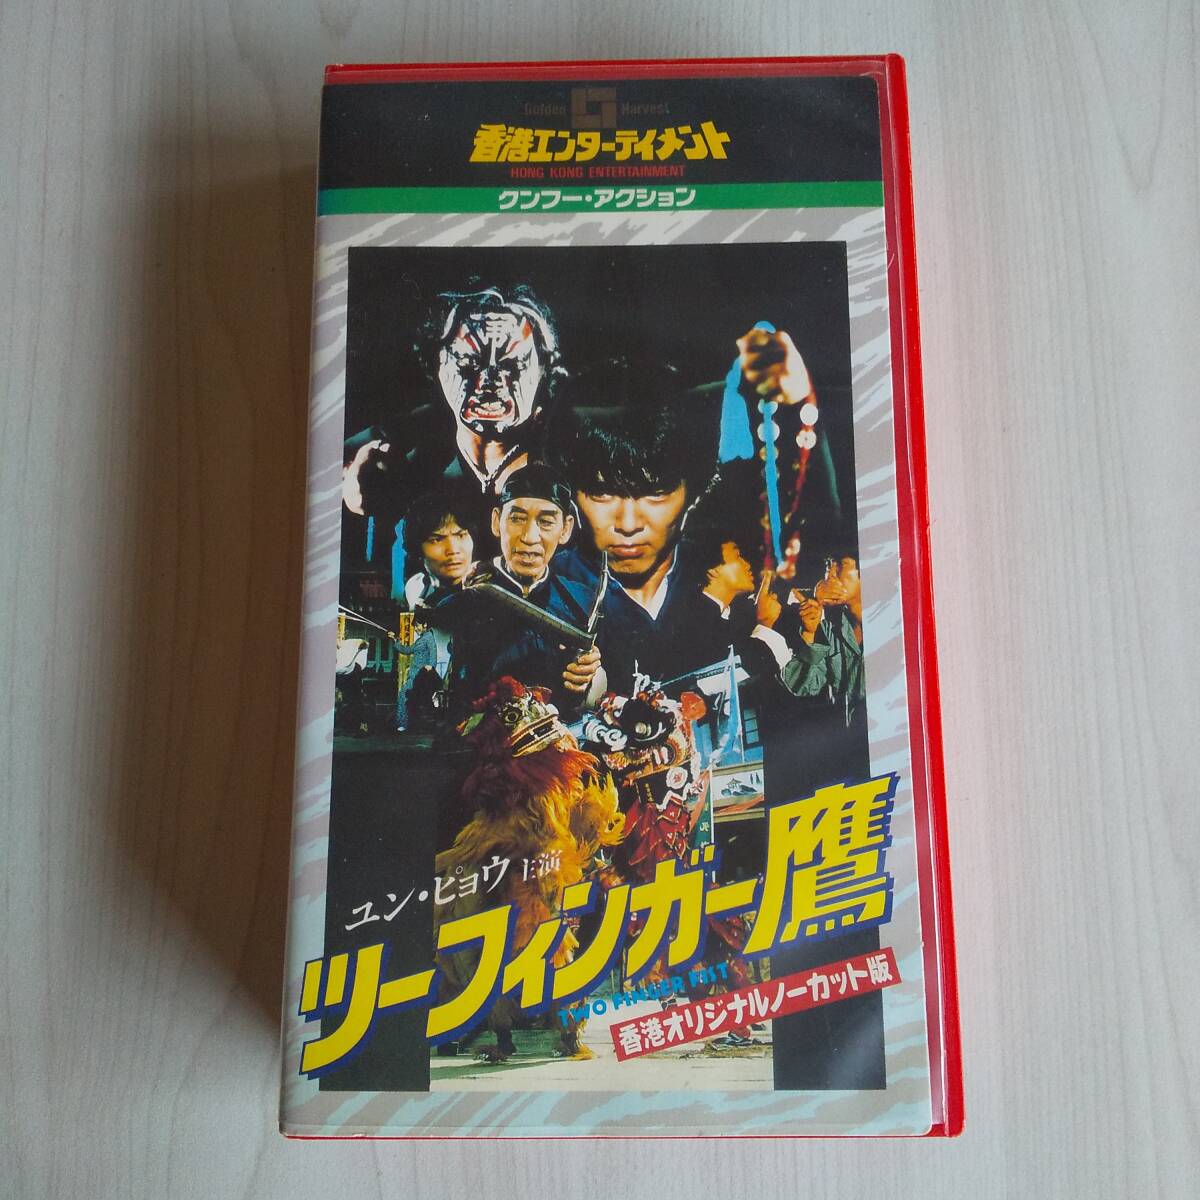 Golden Harvest
香港エンターテイメント
HONG KONG ENTERTAINMENT
クンフー・アクション
ユン・ピョウ 主演
ツーフィンガー鷹
TWO FINGER FIST
香港オリジナルノーカット版